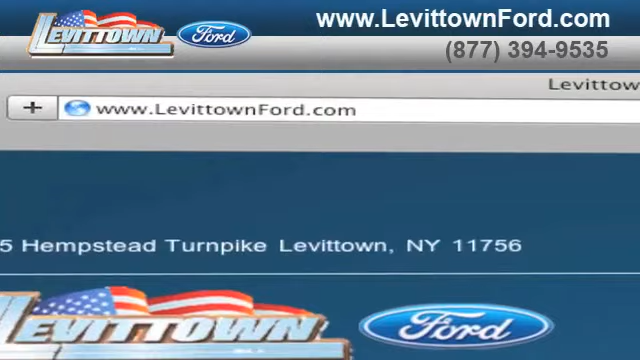 LEVITTOWN Ford www.LevittownFord.com
(877) 394-9535
Levittow
+ www.LevittownFord.com
5 Hempstead Turnpike Levittown, NY 11756
LEVITTOWN Ford